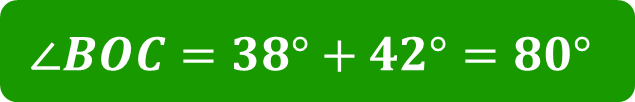 ∠BOC = 38° + 42° = 80°